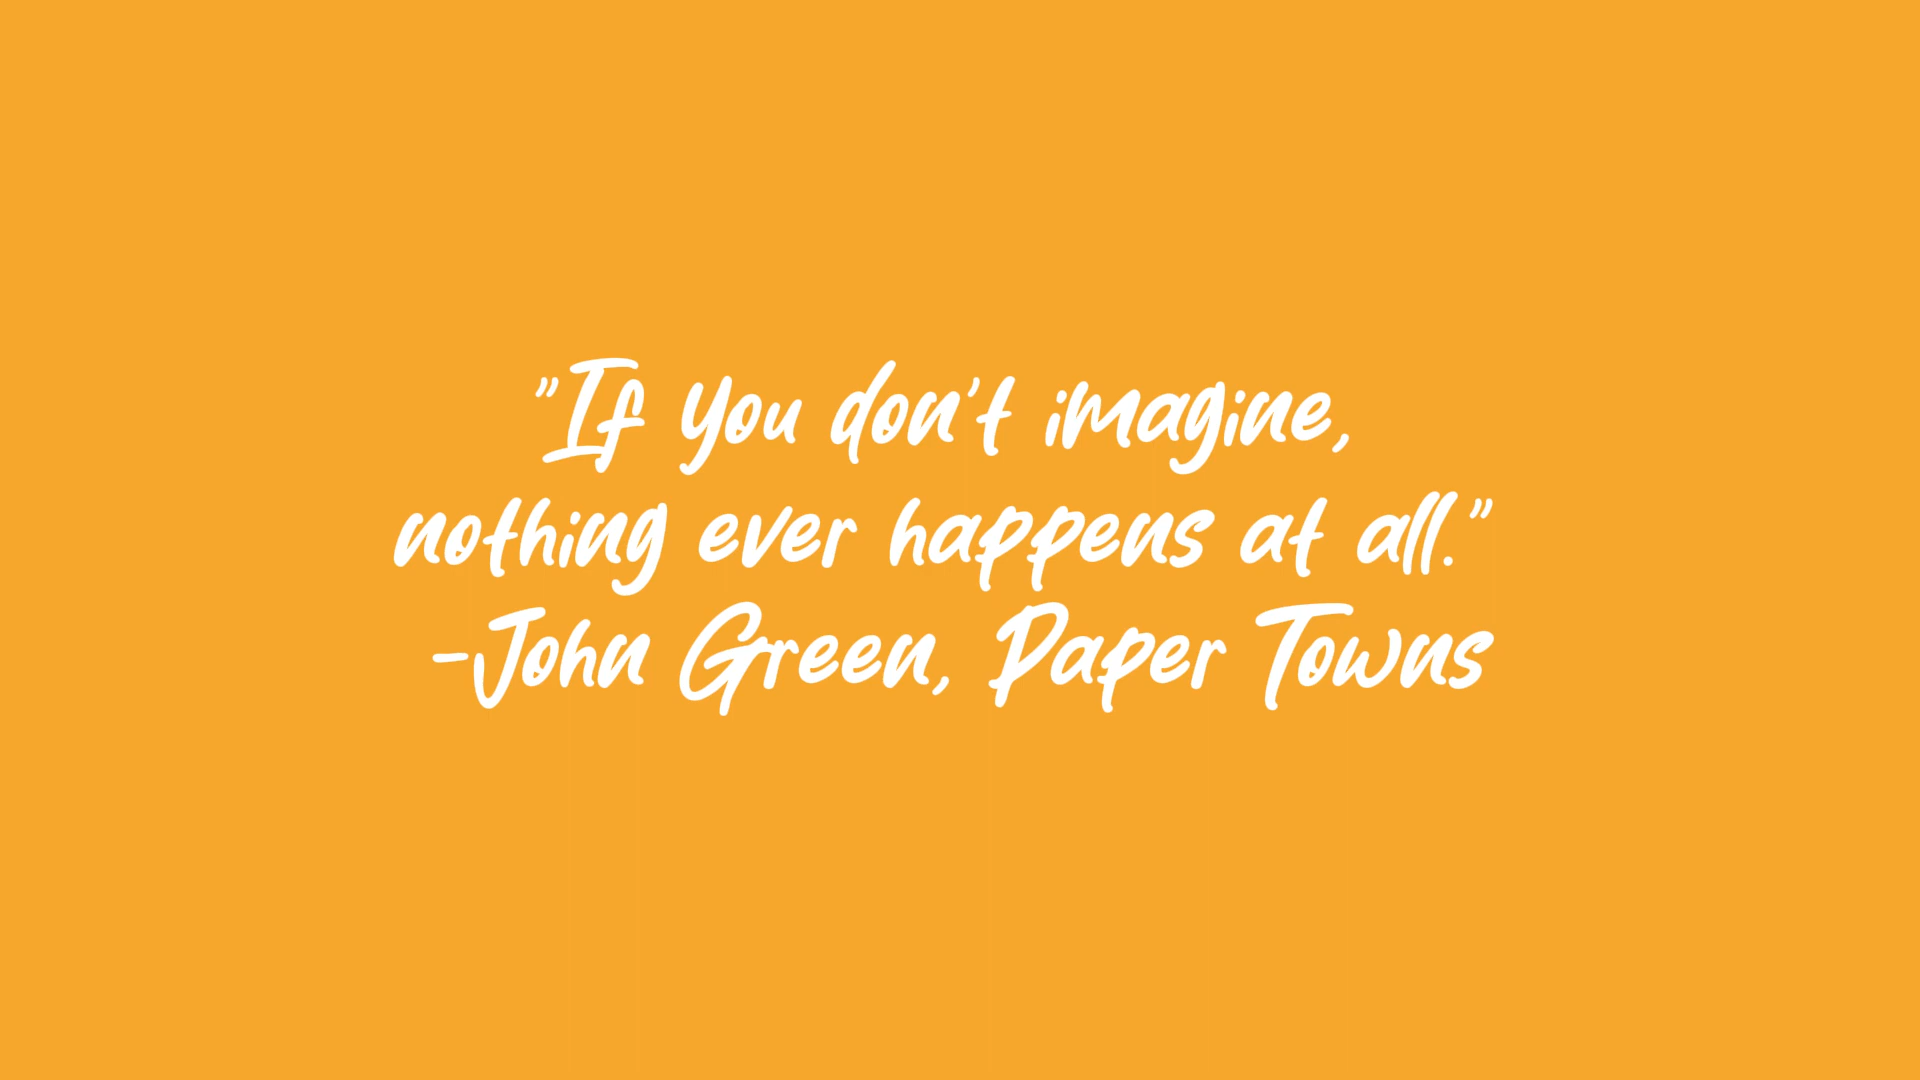 "If you don't imagine,
nothing ever happens at all."
-John Green, Paper Towns